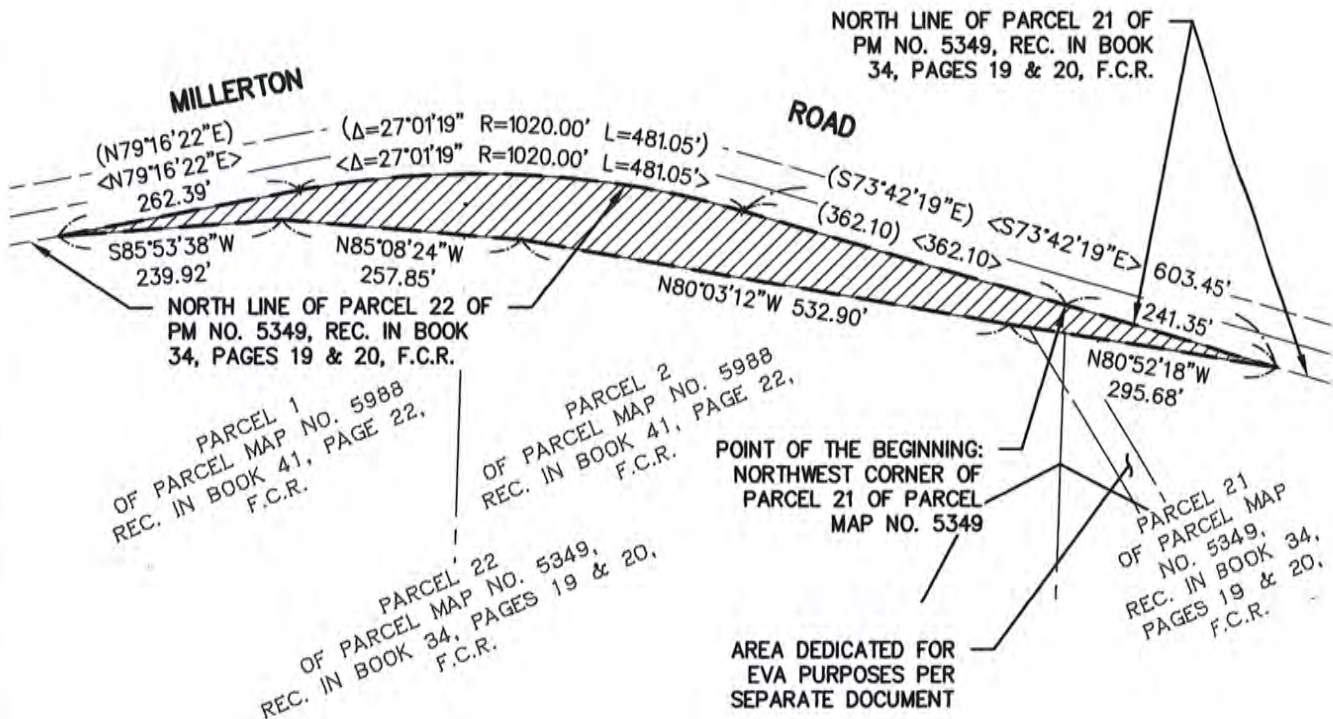 NORTH LINE OF PARCEL 21 OF
PM NO. 5349, REC. IN BOOK
34, PAGES 19 & 20, F.C.R.
MILLERTON
ROAD
(N79°16'22"E)
<N79°16'22"E>
262.39'
(Δ=27°01'19" R=1020.00' L=481.05')
<Δ=27°01'19" R=1020.00' L=481.05'>
(S73°42'19"E) <S73°42'19"E> 603.45'
(362.10) <362.10>
241.35'
S85°53'38"W
239.92'
N85°08'24"W
257.85'
N80°03'12"W 532.90'
N80°52'18"W
295.68'
NORTH LINE OF PARCEL 22 OF
PM NO. 5349, REC. IN BOOK
34, PAGES 19 & 20, F.C.R.
PARCEL 1
OF PARCEL MAP NO. 5988
REC. IN BOOK 41, PAGE 22,
F.C.R.
PARCEL 2
OF PARCEL MAP NO. 5988
REC. IN BOOK 41, PAGE 22,
F.C.R.
POINT OF THE BEGINNING:
NORTHWEST CORNER OF
PARCEL 21 OF PARCEL
MAP NO. 5349
PARCEL 21
OF PARCEL MAP
NO. 5349,
REC. IN BOOK 34,
PAGES 19 & 20,
F.C.R.
PARCEL 22
OF PARCEL MAP NO. 5349,
REC. IN BOOK 34, PAGES 19 & 20,
F.C.R.
AREA DEDICATED FOR
EVA PURPOSES PER
SEPARATE DOCUMENT